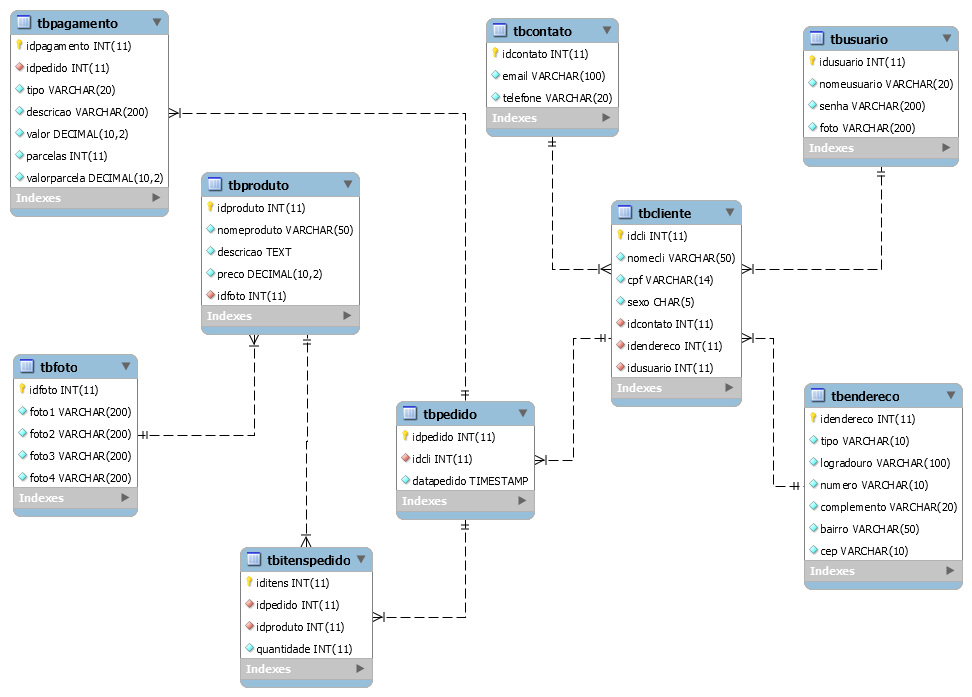 tbpagamento
idpagamento INT(11)
idpedido INT(11)
tipo VARCHAR(20)
descricao VARCHAR(200)
valor DECIMAL(10,2)
parcelas INT(11)
valorparcela DECIMAL(10,2)
Indexes
tbcontato
idcontato INT(11)
email VARCHAR(100)
telefone VARCHAR(20)
Indexes
tbusuario
idusuario INT(11)
nomeusuario VARCHAR(20)
senha VARCHAR(200)
foto VARCHAR(200)
Indexes
tbproduto
idproduto INT(11)
nomeproduto VARCHAR(50)
descricao TEXT
preco DECIMAL(10,2)
idfoto INT(11)
Indexes
tbcliente
idcli INT(11)
nomecli VARCHAR(50)
cpf VARCHAR(14)
sexo CHAR(5)
idcontato INT(11)
idendereco INT(11)
idusuario INT(11)
Indexes
tbfoto
idfoto INT(11)
foto1 VARCHAR(200)
foto2 VARCHAR(200)
foto3 VARCHAR(200)
foto4 VARCHAR(200)
Indexes
tbpedido
idpedido INT(11)
idcli INT(11)
datapedido TIMESTAMP
Indexes
tbendereco
idendereco INT(11)
tipo VARCHAR(10)
logradouro VARCHAR(100)
numero VARCHAR(10)
complemento VARCHAR(20)
bairro VARCHAR(50)
cep VARCHAR(10)
Indexes
tbitenspedido
iditens INT(11)
idpedido INT(11)
idproduto INT(11)
quantidade INT(11)
Indexes